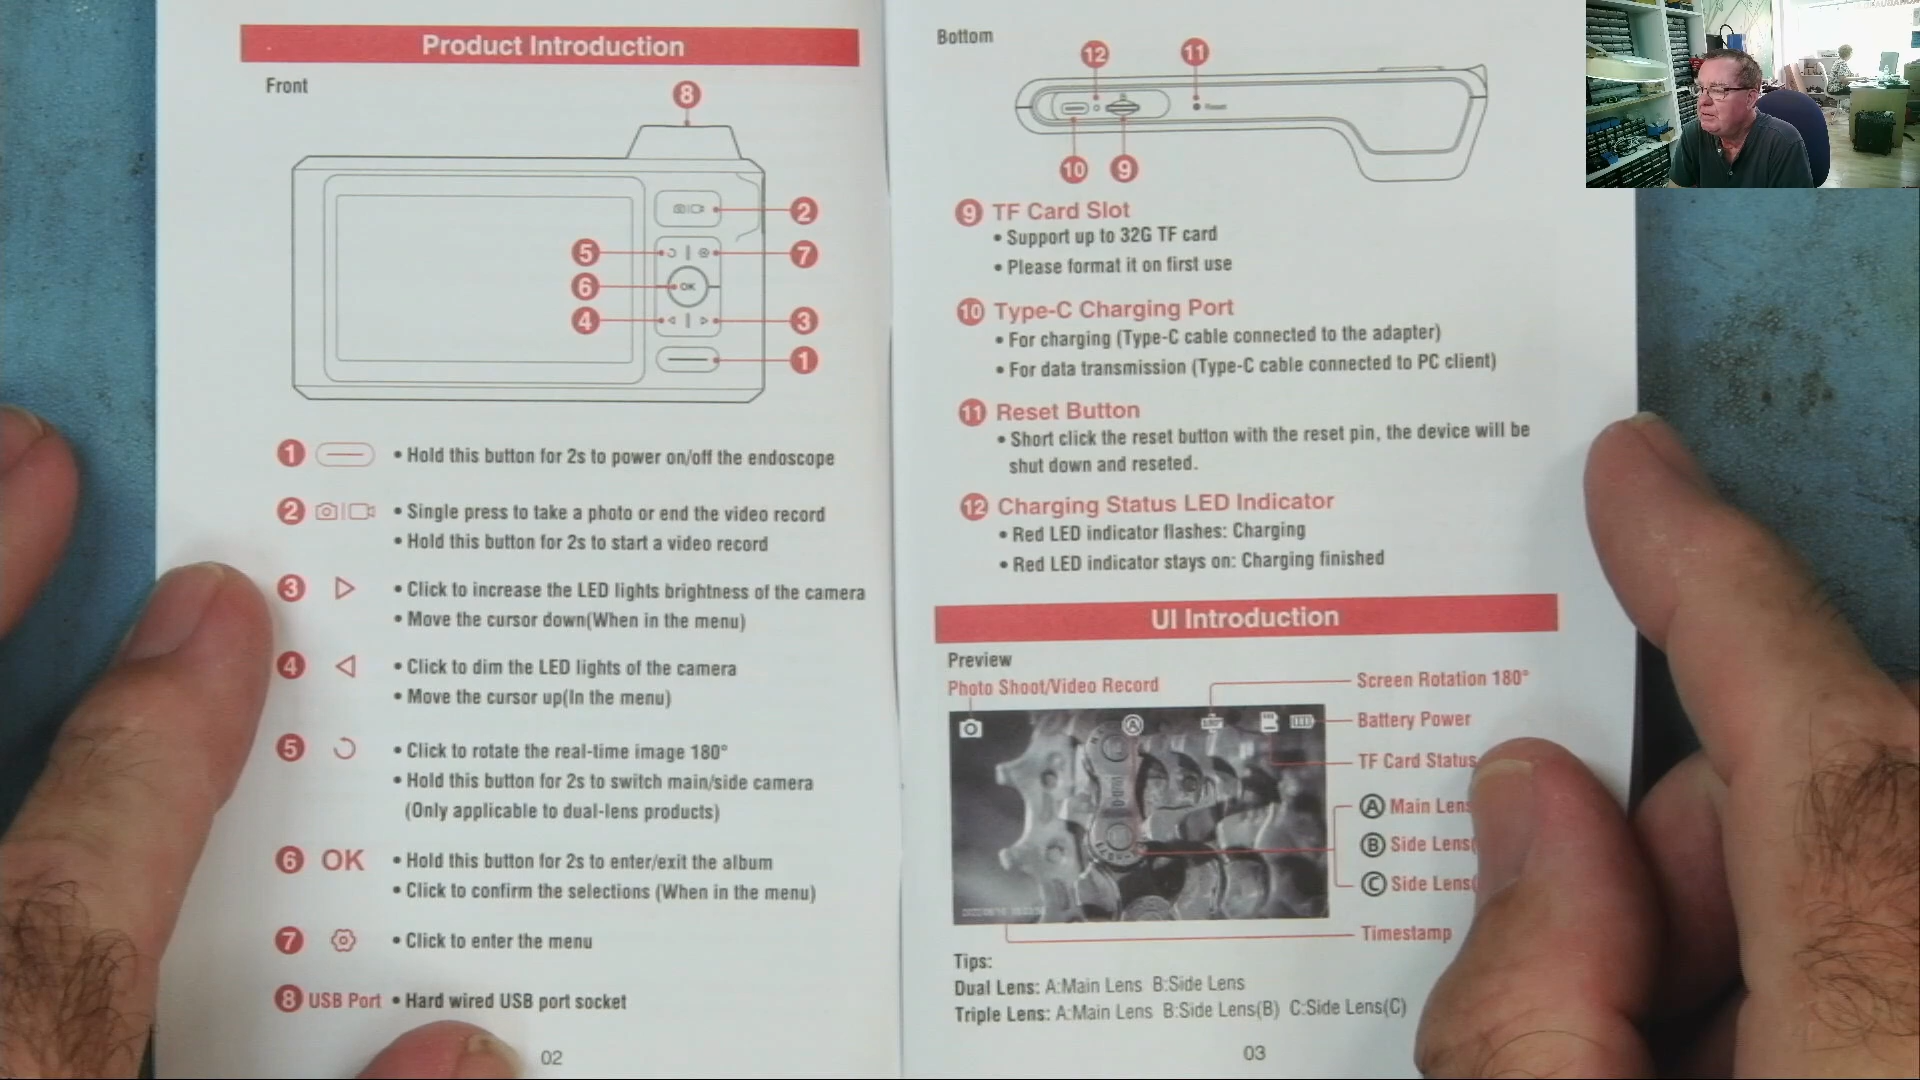 Product Introduction
Front
8
2
5
7
6
OK
4
3
1
1 • Hold this button for 2s to power on/off the endoscope
2 • Single press to take a photo or end the video record
• Hold this button for 2s to start a video record
3 • Click to increase the LED lights brightness of the camera
• Move the cursor down(When in the menu)
4 • Click to dim the LED lights of the camera
• Move the cursor up(In the menu)
5 • Click to rotate the real-time image 180°
• Hold this button for 2s to switch main/side camera
(Only applicable to dual-lens products)
6 OK • Hold this button for 2s to enter/exit the album
• Click to confirm the selections (When in the menu)
7 • Click to enter the menu
8 USB Port • Hard wired USB port socket
02
Bottom
12 11
Reset
10 9
9 TF Card Slot
• Support up to 32G TF card
• Please format it on first use
10 Type-C Charging Port
• For charging (Type-C cable connected to the adapter)
• For data transmission (Type-C cable connected to PC client)
11 Reset Button
• Short click the reset button with the reset pin, the device will be
shut down and reseted.
12 Charging Status LED Indicator
• Red LED indicator flashes: Charging
• Red LED indicator stays on: Charging finished
UI Introduction
Preview
Photo Shoot/Video Record
Screen Rotation 180°
A
Battery Power
TF Card Status
A Main Lens
B Side Lens(
C Side Lens(
Timestamp
Tips:
Dual Lens: A:Main Lens B:Side Lens
Triple Lens: A:Main Lens B:Side Lens(B) C:Side Lens(C)
03